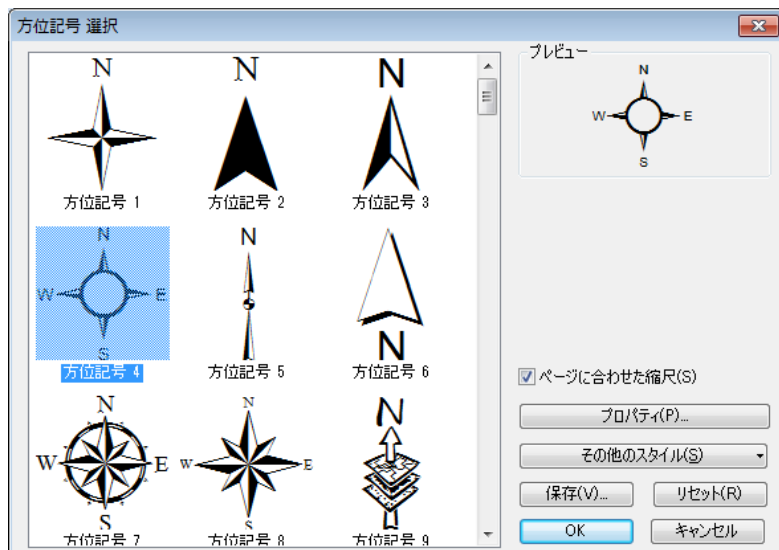 方位記号 選択
N
N
N
方位記号 1
方位記号 2
方位記号 3
N
W
E
S
方位記号 4
N
方位記号 5
N
方位記号 6
N
W
E
S
方位記号 7
N
W
E
S
方位記号 8
N
方位記号 9
プレビュー
N
W
E
S
ページに合わせた縮尺(S)
プロパティ(P)...
その他のスタイル(S)
保存(V)...
リセット(R)
OK
キャンセル